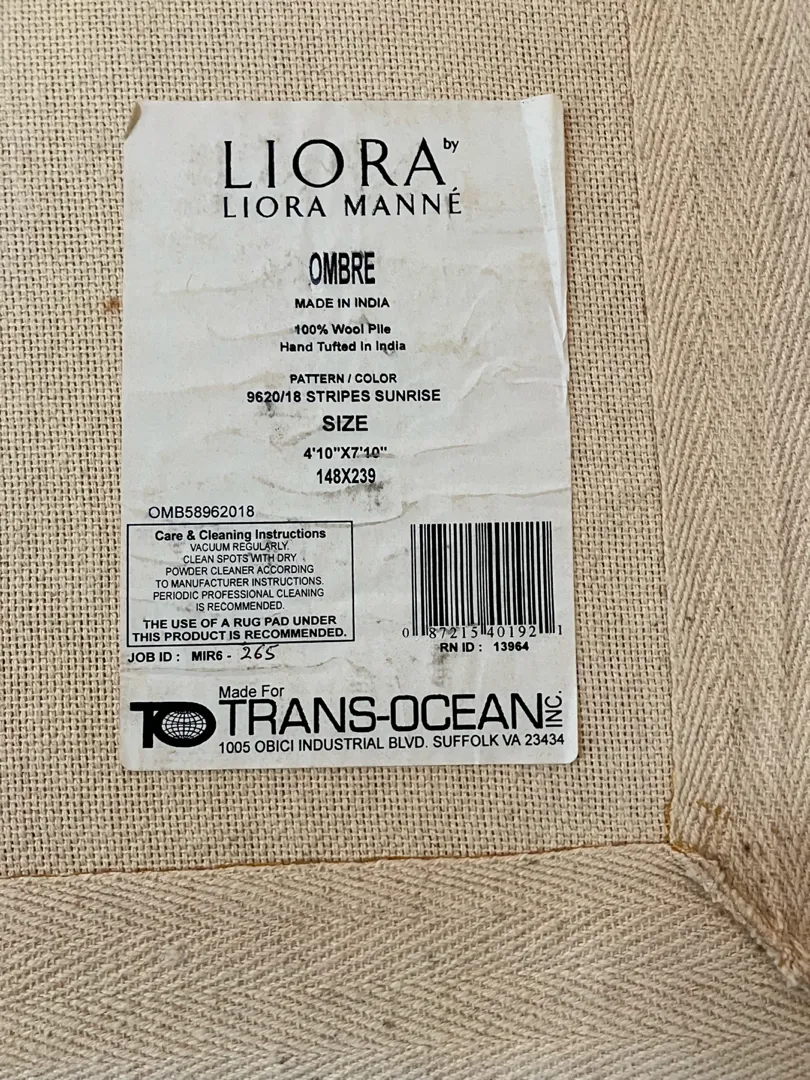 LIORA by
LIORA MANNÉ
OMBRE
MADE IN INDIA
100% Wool Pile
Hand Tufted In India
PATTERN / COLOR
9620/18 STRIPES SUNRISE
SIZE
4'10"X7'10"
148X239
OMB58962018
Care & Cleaning Instructions
VACUUM REGULARLY.
CLEAN SPOTS WITH DRY
POWDER CLEANER ACCORDING
TO MANUFACTURER INSTRUCTIONS.
PERIODIC PROFESSIONAL CLEANING
IS RECOMMENDED.
THE USE OF A RUG PAD UNDER
THIS PRODUCT IS RECOMMENDED.
0 87215 40192 1
RN ID : 13964
JOB ID : MIR6 - 265
Made For
TO TRANS-OCEAN INC.
1005 OBICI INDUSTRIAL BLVD. SUFFOLK VA 23434